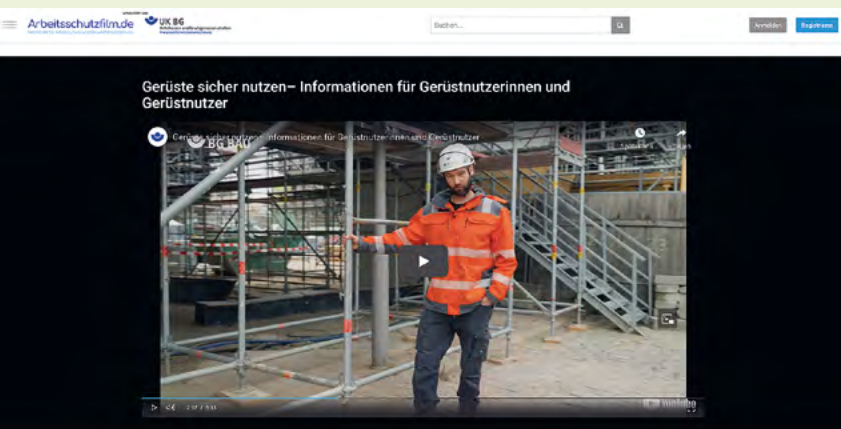 Arbeitsschutzfilm.de
UK BG
Suchen...
Anmelden
Registrieren
Gerüste sicher nutzen– Informationen für Gerüstnutzerinnen und
Gerüstnutzer
Gerüste sicher nutzen – Informationen für Gerüstnutzerinnen und Gerüstnutzer
BG BAU
YouTube